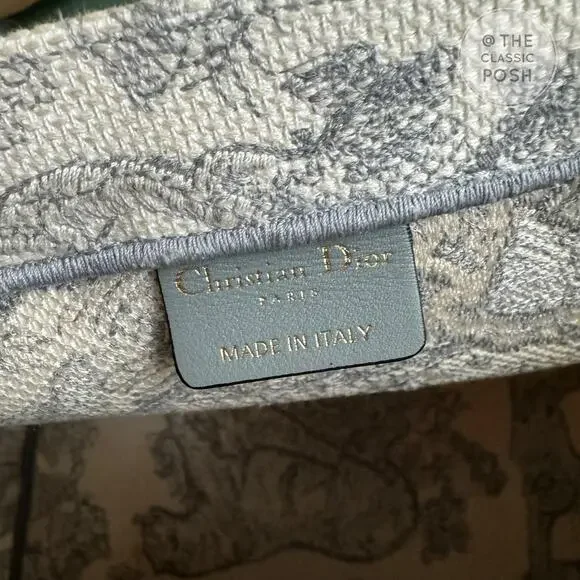 @ THE
CLASSIC
POSH
Christian Dior
PARIS
MADE IN ITALY